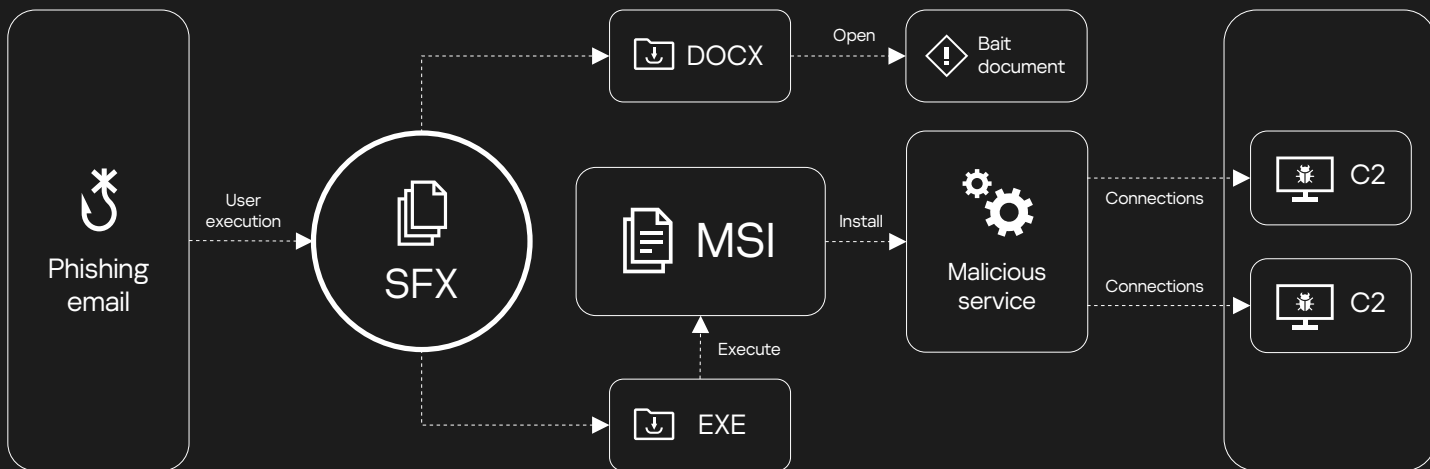 Phishing
email
User
execution
SFX
DOCX
Open
Bait
document
MSI
Install
Execute
EXE
Malicious
service
Connections
C2
Connections
C2